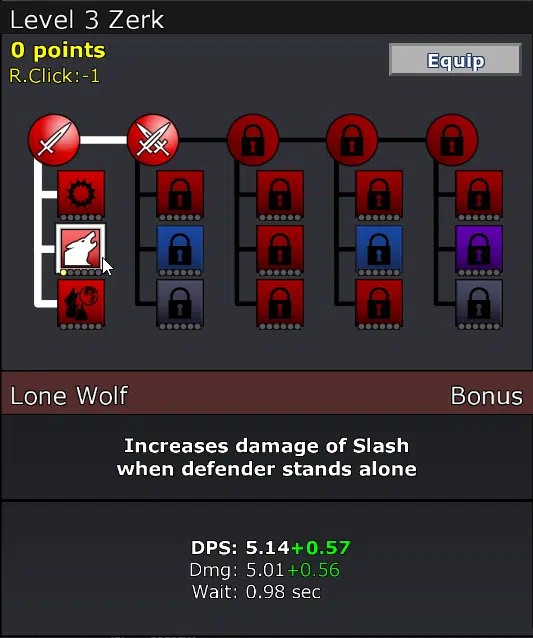 Level 3 Zerk
0 points
R.Click:-1
Equip
Lone Wolf
Bonus
Increases damage of Slash
when defender stands alone
DPS: 5.14+0.57
Dmg: 5.01+0.56
Wait: 0.98 sec